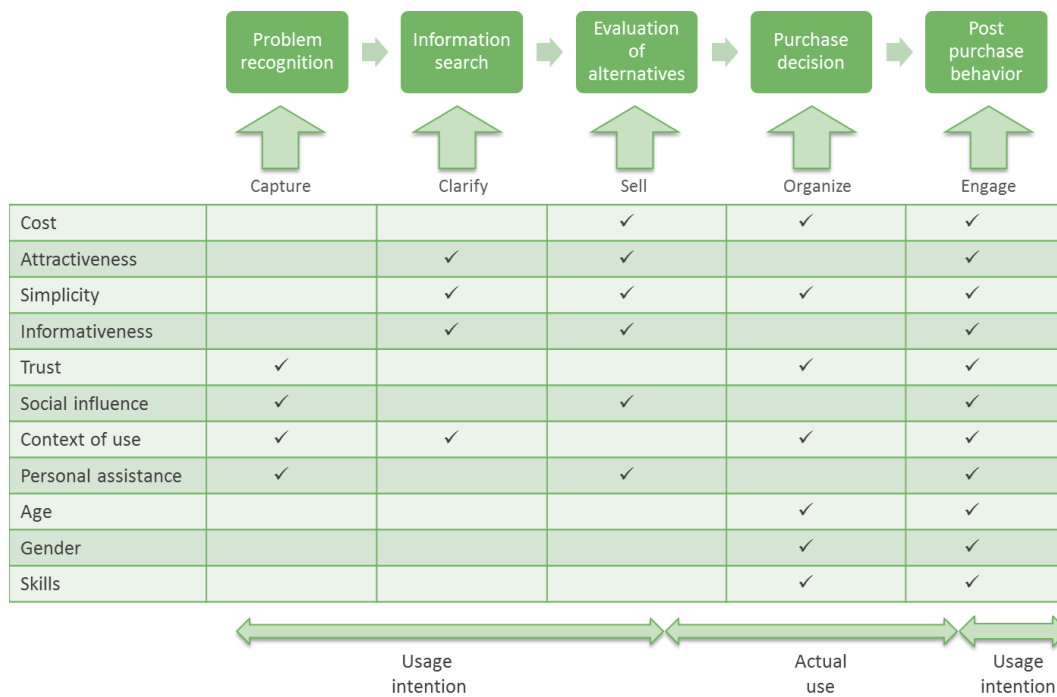 Problem
recognition
Information
search
Evaluation
of
alternatives
Purchase
decision
Post
purchase
behavior
Capture
Clarify
Sell
Organize
Engage
Cost ✓ ✓ ✓
Attractiveness ✓ ✓ ✓
Simplicity ✓ ✓ ✓ ✓
Informativeness ✓ ✓ ✓
Trust ✓ ✓ ✓
Social influence ✓ ✓ ✓
Context of use ✓ ✓ ✓ ✓
Personal assistance ✓ ✓ ✓
Age ✓ ✓
Gender ✓ ✓
Skills ✓ ✓
Usage
intention
Actual
use
Usage
intention